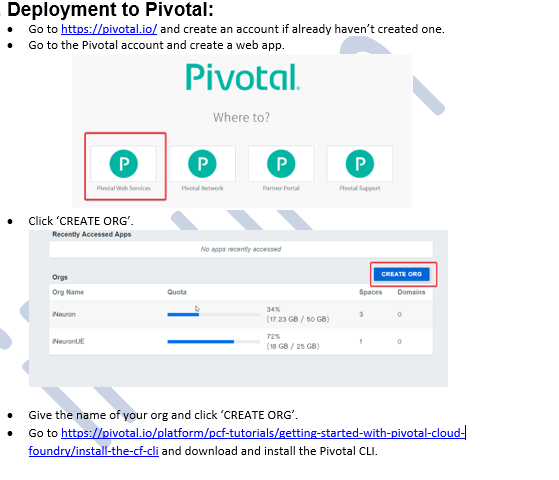 Deployment to Pivotal:
• Go to https://pivotal.io/ and create an account if already haven’t created one.
• Go to the Pivotal account and create a web app.
Pivotal.
Where to?
P P P P
Pivotal Web Services Pivotal Network Partner Portal Pivotal Support
• Click ‘CREATE ORG’.
Recently Accessed Apps
No apps recently accessed
CREATE ORG
Orgs
Org Name Quota Spaces Domains
iNeuron 34% 3 0
(17.23 GB / 50 GB)
iNeuronUE 72% 1 0
(18 GB / 25 GB)
• Give the name of your org and click ‘CREATE ORG’.
• Go to https://pivotal.io/platform/pcf-tutorials/getting-started-with-pivotal-cloud-
foundry/install-the-cf-cli and download and install the Pivotal CLI.